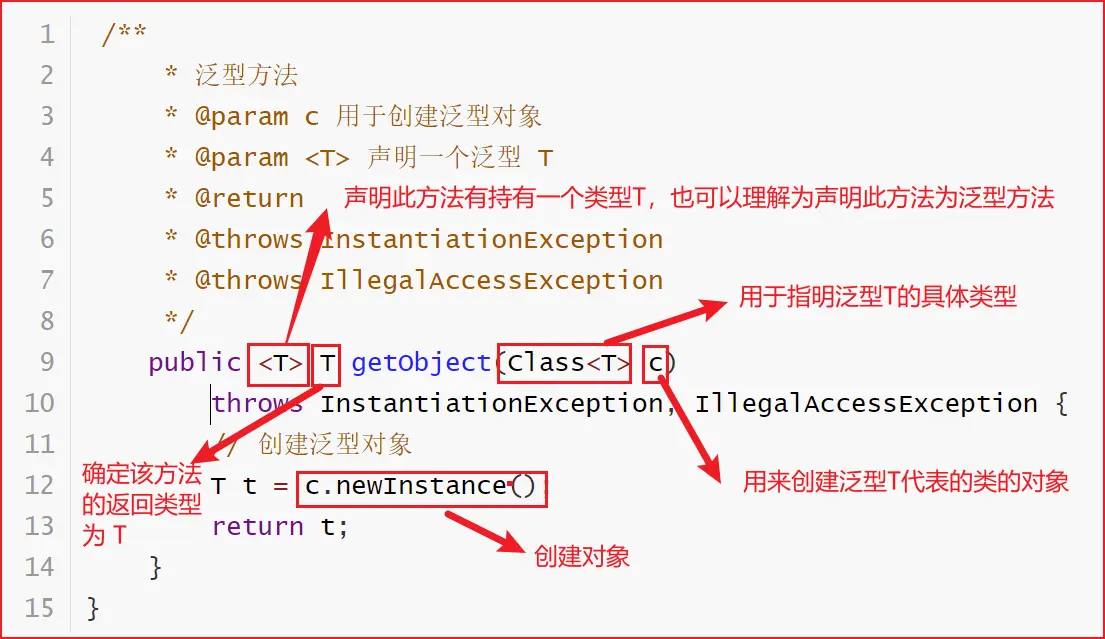 1 /**
2 * 泛型方法
3 * @param c 用于创建泛型对象
4 * @param <T> 声明一个泛型 T
5 * @return 声明此方法有持有一个类型T，也可以理解为声明此方法为泛型方法
6 * @throws InstantiationException
7 * @throws IllegalAccessException
用于指明泛型T的具体类型
8 */
9 public <T> T getObject(Class<T> c)
10 throws InstantiationException, IllegalAccessException {
11 // 创建泛型对象
确定该方法
的返回类型
为 T
12 T t = c.newInstance();
用来创建泛型T代表的类的对象
13 return t;
创建对象
14 }
15 }